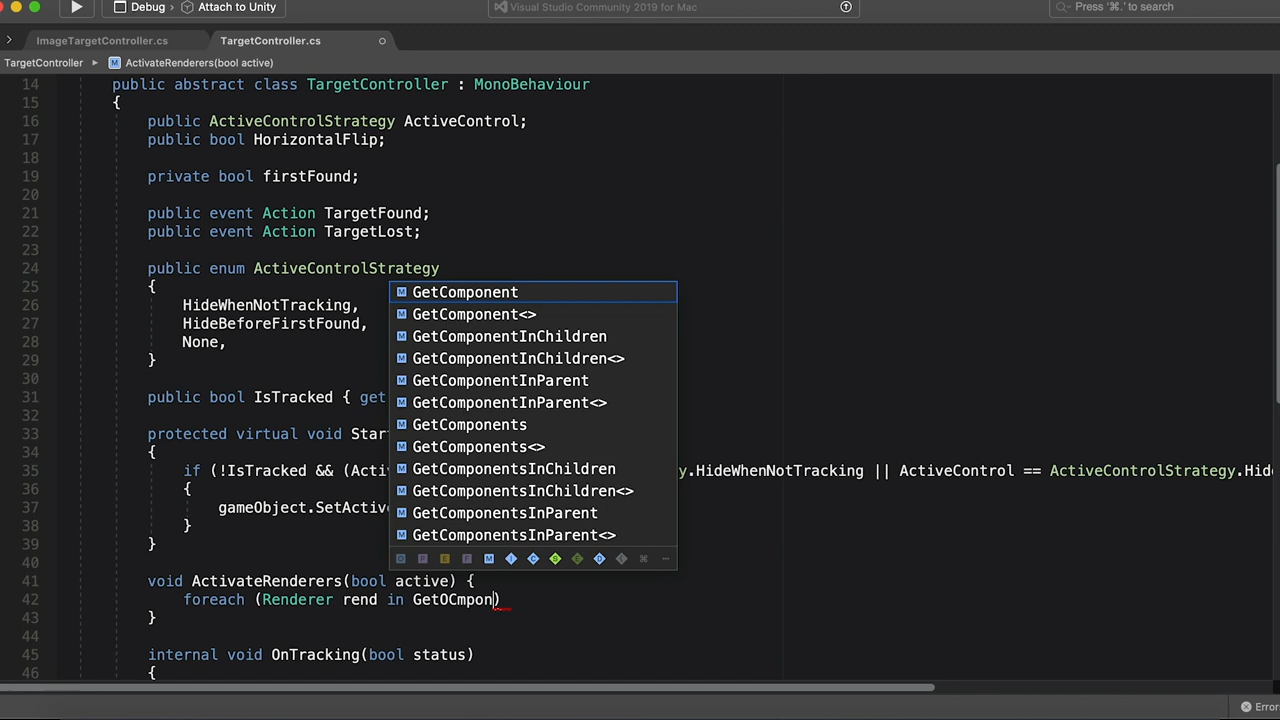 Debug › Attach to Unity
Visual Studio Community 2019 for Mac
Press '⌘.' to search
ImageTargetController.cs
TargetController.cs
TargetController ▸ M ActivateRenderers(bool active)
14 public abstract class TargetController : MonoBehaviour
15 {
16 public ActiveControlStrategy ActiveControl;
17 public bool HorizontalFlip;
18
19 private bool firstFound;
20
21 public event Action TargetFound;
22 public event Action TargetLost;
23
24 public enum ActiveControlStrategy
25 {
26 HideWhenNotTracking,
27 HideBeforeFirstFound,
28 None,
29 }
30
31 public bool IsTracked { get
32
33 protected virtual void Star
34 {
35 if (!IsTracked && (Activ y.HideWhenNotTracking || ActiveControl == ActiveControlStrategy.Hide
36 {
37 gameObject.SetActive
38 }
39 }
40
41 void ActivateRenderers(bool active) {
42 foreach (Renderer rend in GetOCmpon)
43 }
44
45 internal void OnTracking(bool status)
46 {
M GetComponent
M GetComponent<>
M GetComponentInChildren
M GetComponentInChildren<>
M GetComponentInParent
M GetComponentInParent<>
M GetComponents
M GetComponents<>
M GetComponentsInChildren
M GetComponentsInChildren<>
M GetComponentsInParent
M GetComponentsInParent<>
Error